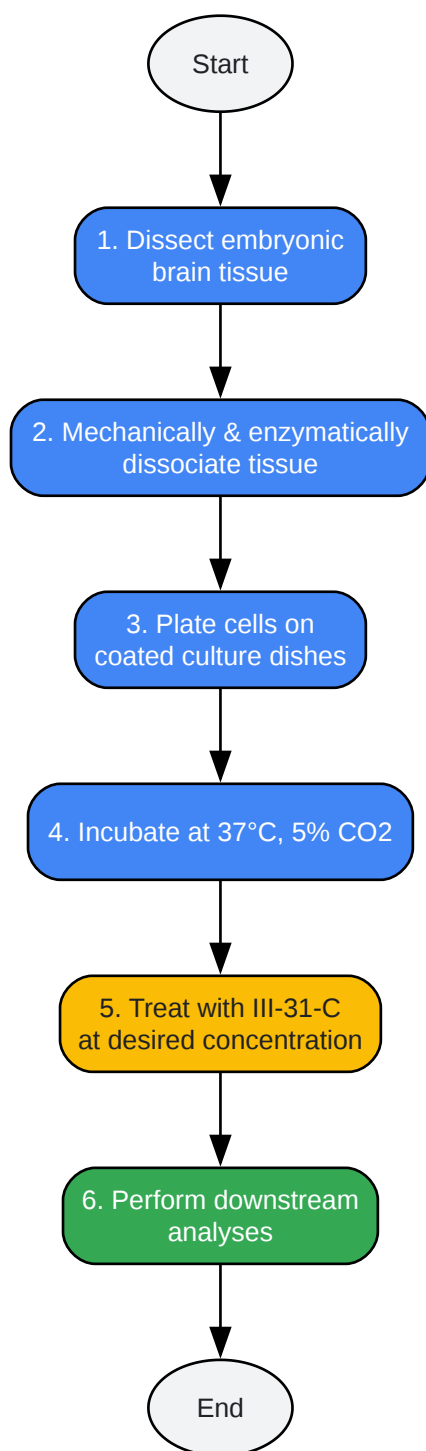 Start
1. Dissect embryonic
brain tissue
2. Mechanically & enzymatically
dissociate tissue
3. Plate cells on
coated culture dishes
4. Incubate at 37°C, 5% CO2
5. Treat with III-31-C
at desired concentration
6. Perform downstream
analyses
End